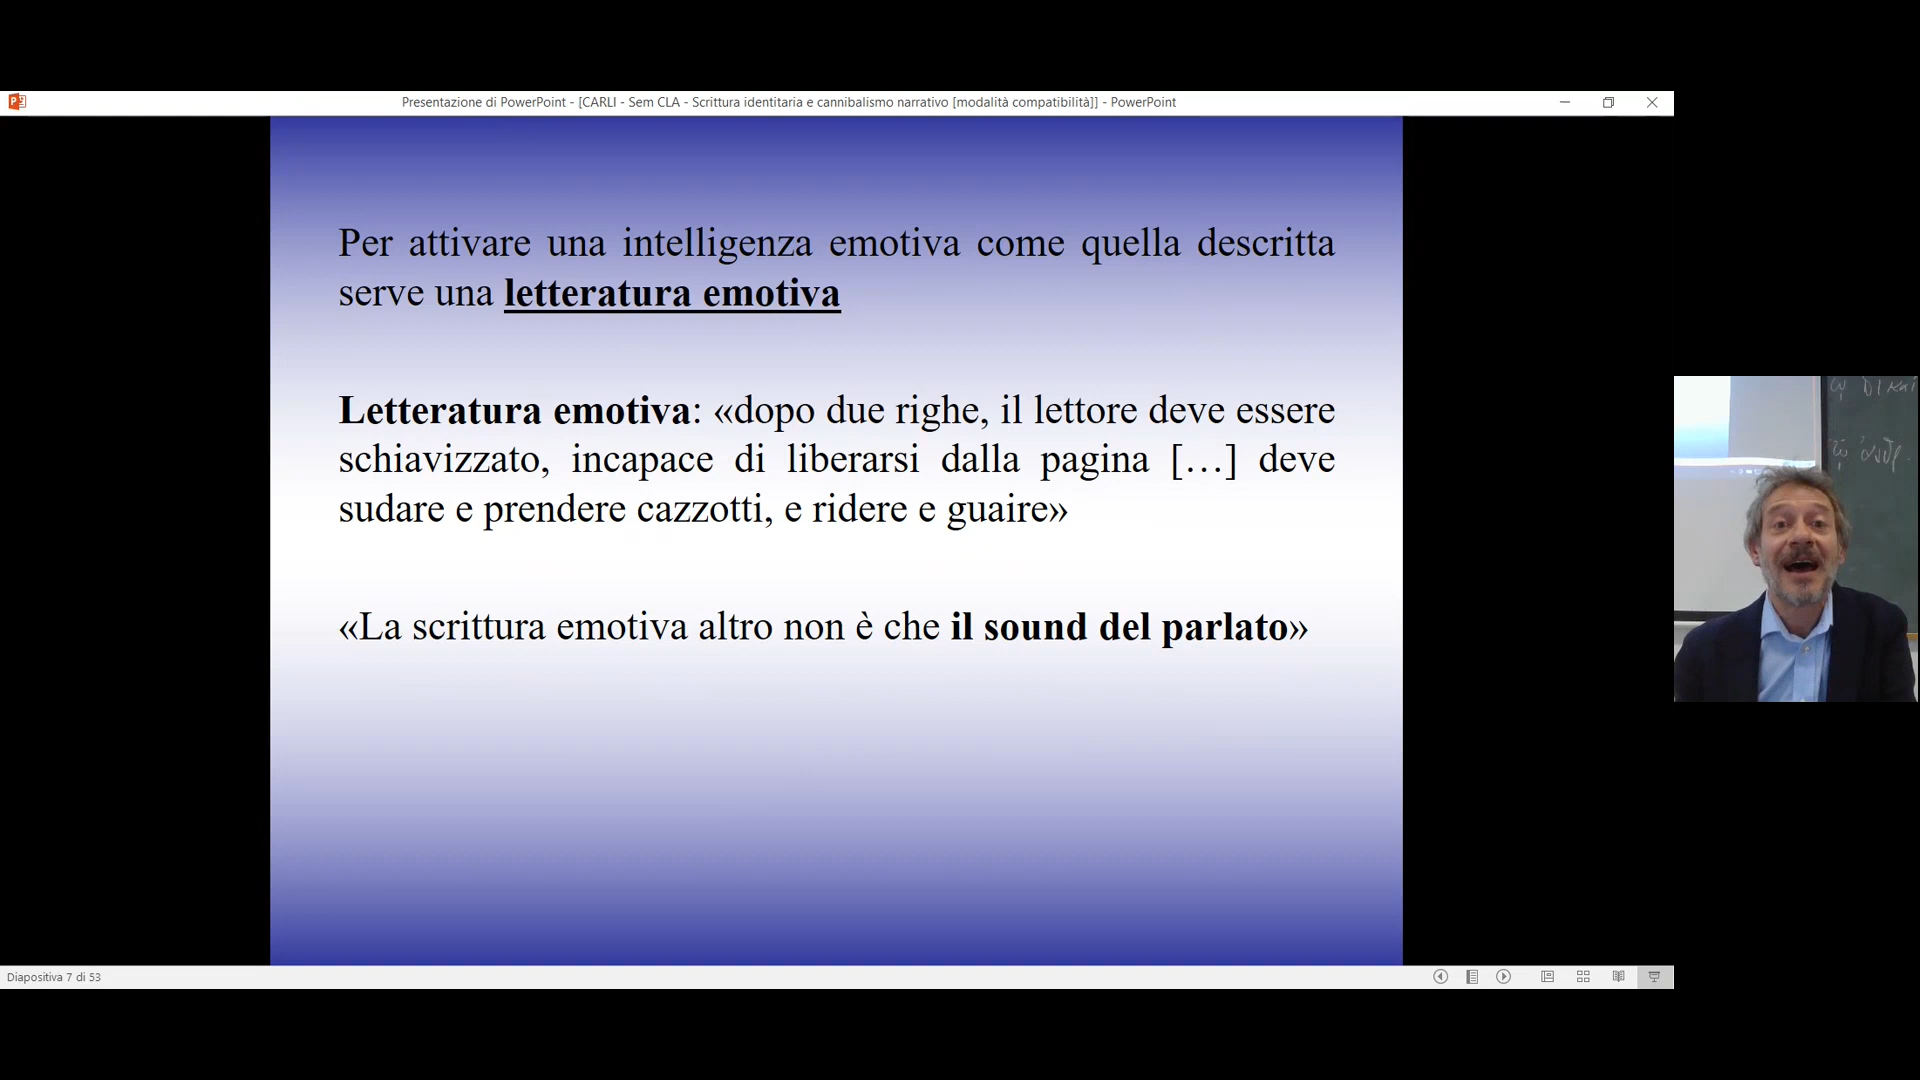 Presentazione di PowerPoint - [CARLI - Sem CLA - Scrittura identitaria e cannibalismo narrativo [modalità compatibilità]] - PowerPoint
Per attivare una intelligenza emotiva come quella descritta
serve una letteratura emotiva
Letteratura emotiva: «dopo due righe, il lettore deve essere
schiavizzato, incapace di liberarsi dalla pagina […] deve
sudare e prendere cazzotti, e ridere e guaire»
«La scrittura emotiva altro non è che il sound del parlato»
Diapositiva 7 di 53